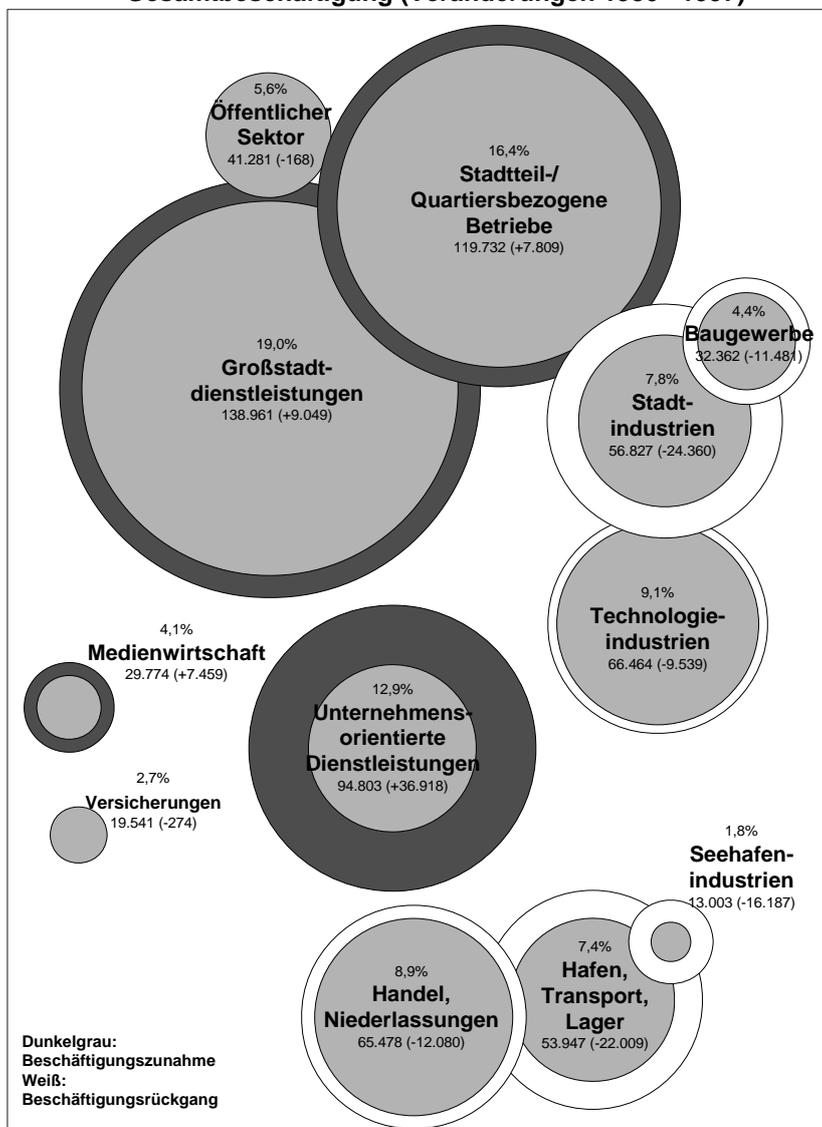 5,6%
Öffentlicher
Sektor
41.281 (-168)
16,4%
Stadtteil-/
Quartiersbezogene
Betriebe
119.732 (+7.809)
19,0%
Großstadt-
dienstleistungen
138.961 (+9.049)
4,4%
Baugewerbe
32.362 (-11.481)
7,8%
Stadt-
industrien
56.827 (-24.360)
9,1%
Technologie-
industrien
66.464 (-9.539)
4,1%
Medienwirtschaft
29.774 (+7.459)
12,9%
Unternehmens-
orientierte
Dienstleistungen
94.803 (+36.918)
2,7%
Versicherungen
19.541 (-274)
1,8%
Seehafen-
industrien
13.003 (-16.187)
8,9%
Handel,
Niederlassungen
65.478 (-12.080)
7,4%
Hafen,
Transport,
Lager
53.947 (-22.009)
Dunkelgrau:
Beschäftigungszunahme
Weiß:
Beschäftigungsrückgang